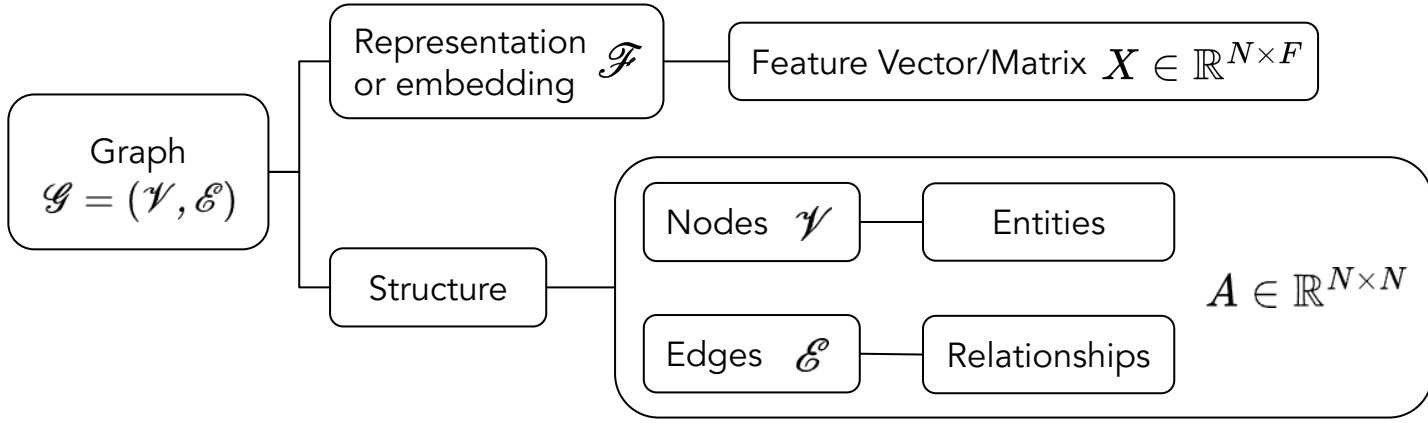 Representation or embedding ℱ
Feature Vector/Matrix X ∈ ℝ^{N×F}
Graph
𝒢 = (𝒱, ℰ)
Nodes 𝒱
Entities
Structure
A ∈ ℝ^{N×N}
Edges ℰ
Relationships